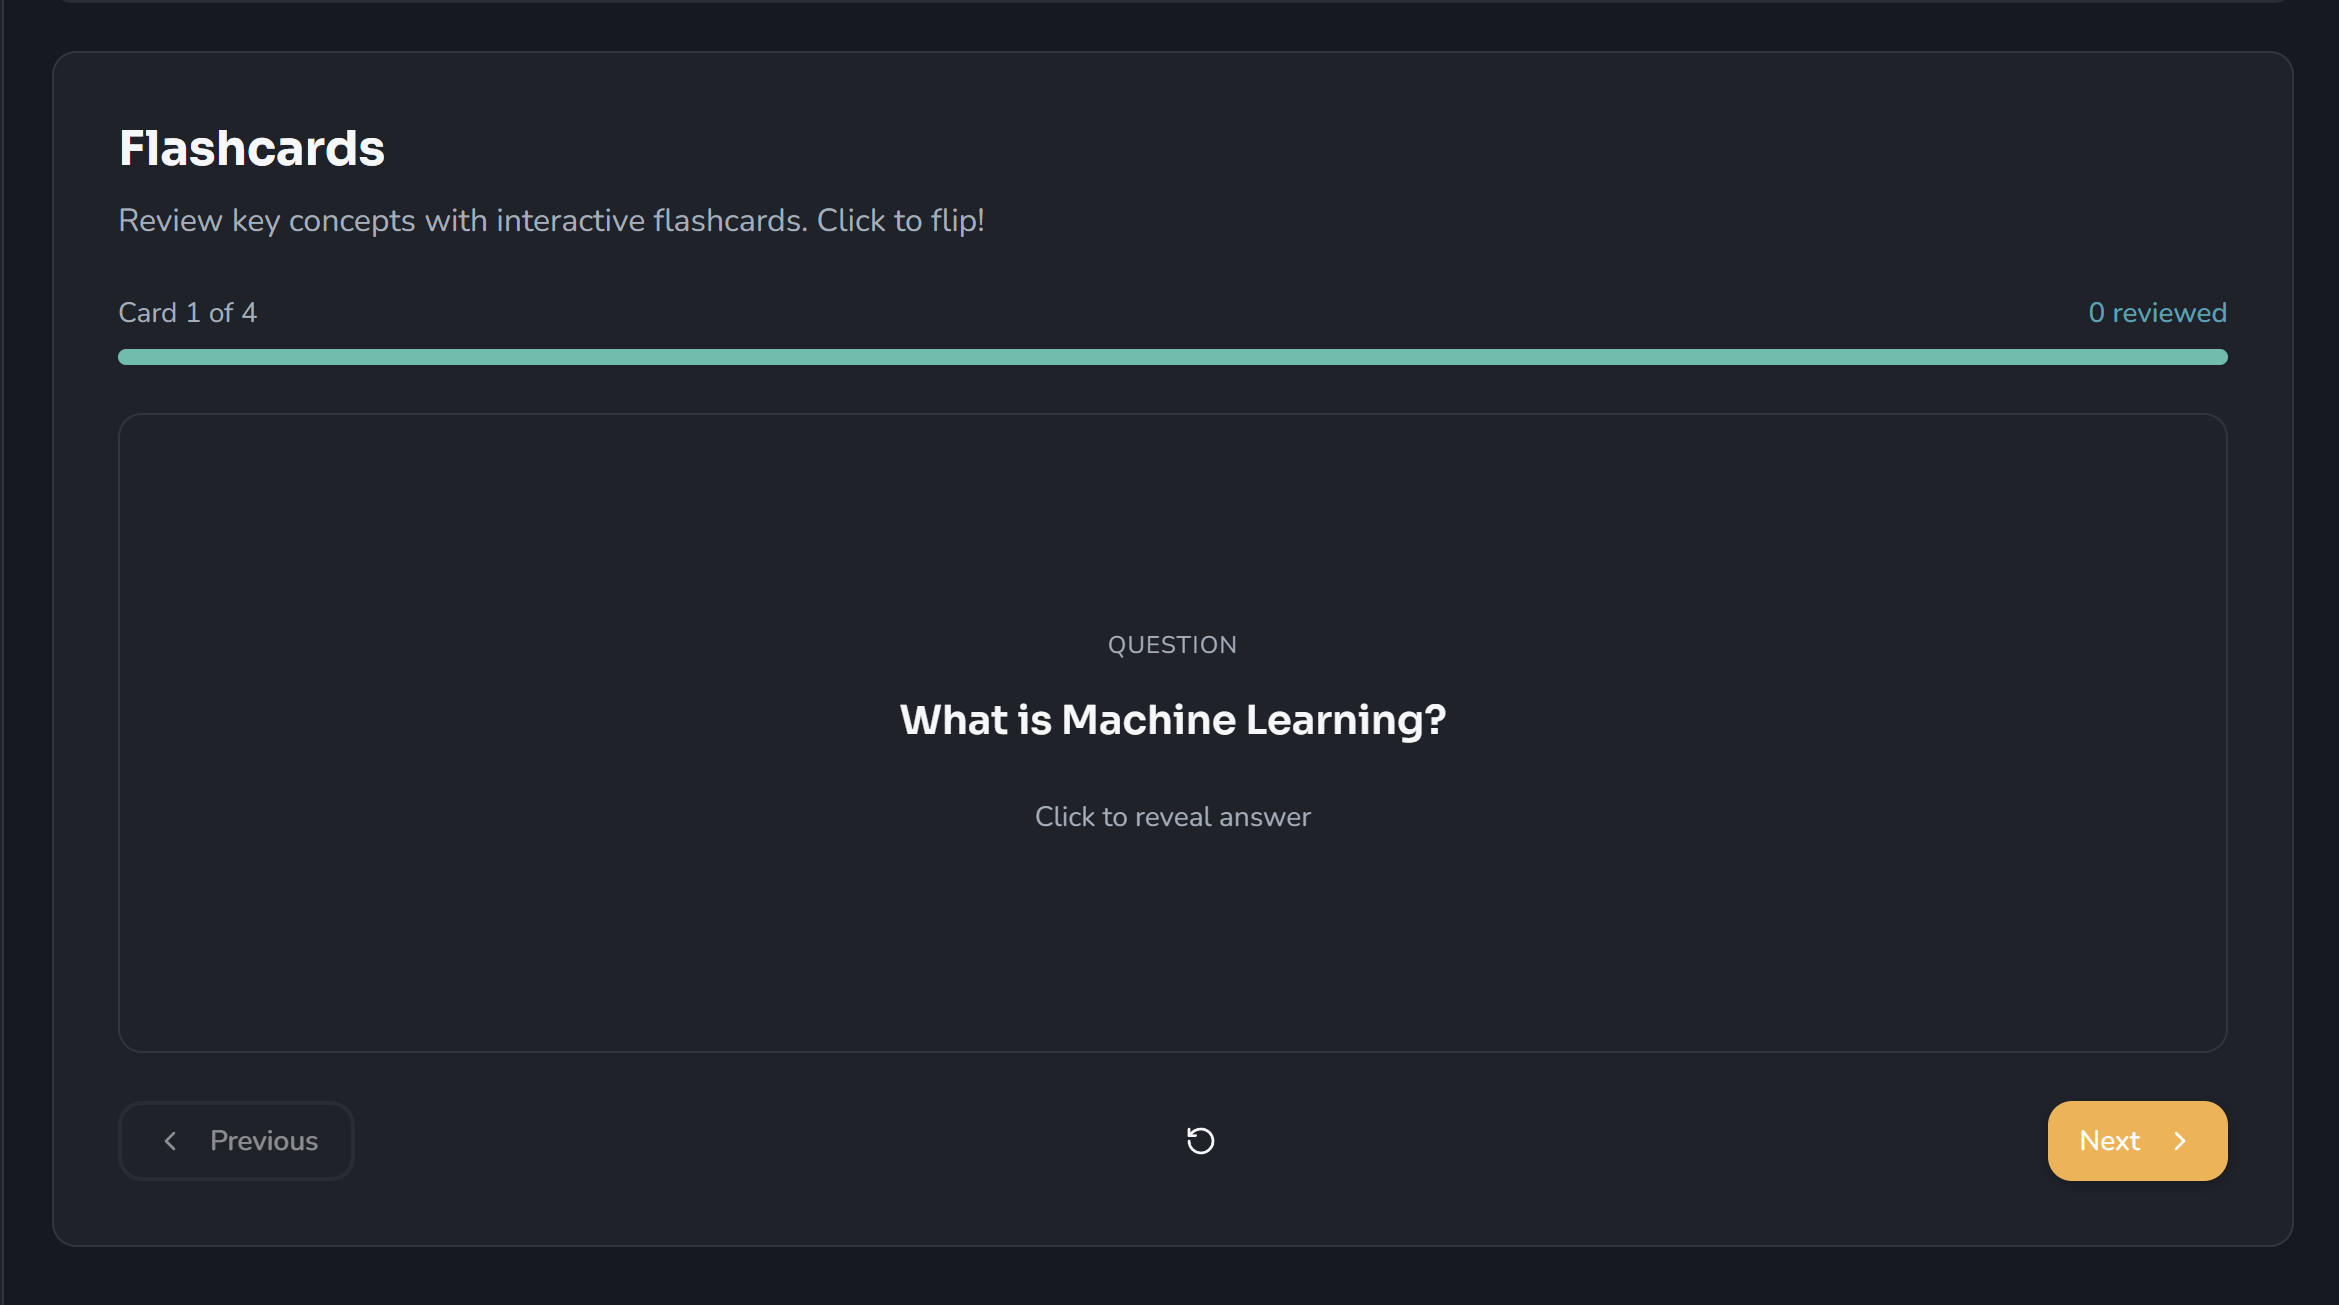 Flashcards
Review key concepts with interactive flashcards. Click to flip!
Card 1 of 4
0 reviewed
QUESTION
What is Machine Learning?
Click to reveal answer
Previous
Next